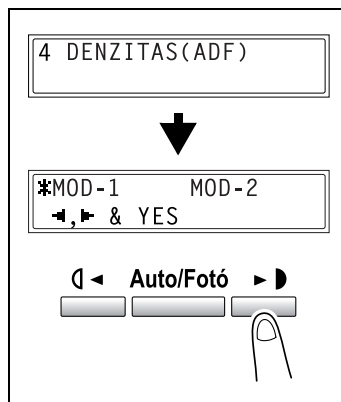 4 DENZITAS(ADF)
*MOD-1 MOD-2
◄,► & YES
◄ Auto/Fotó ►